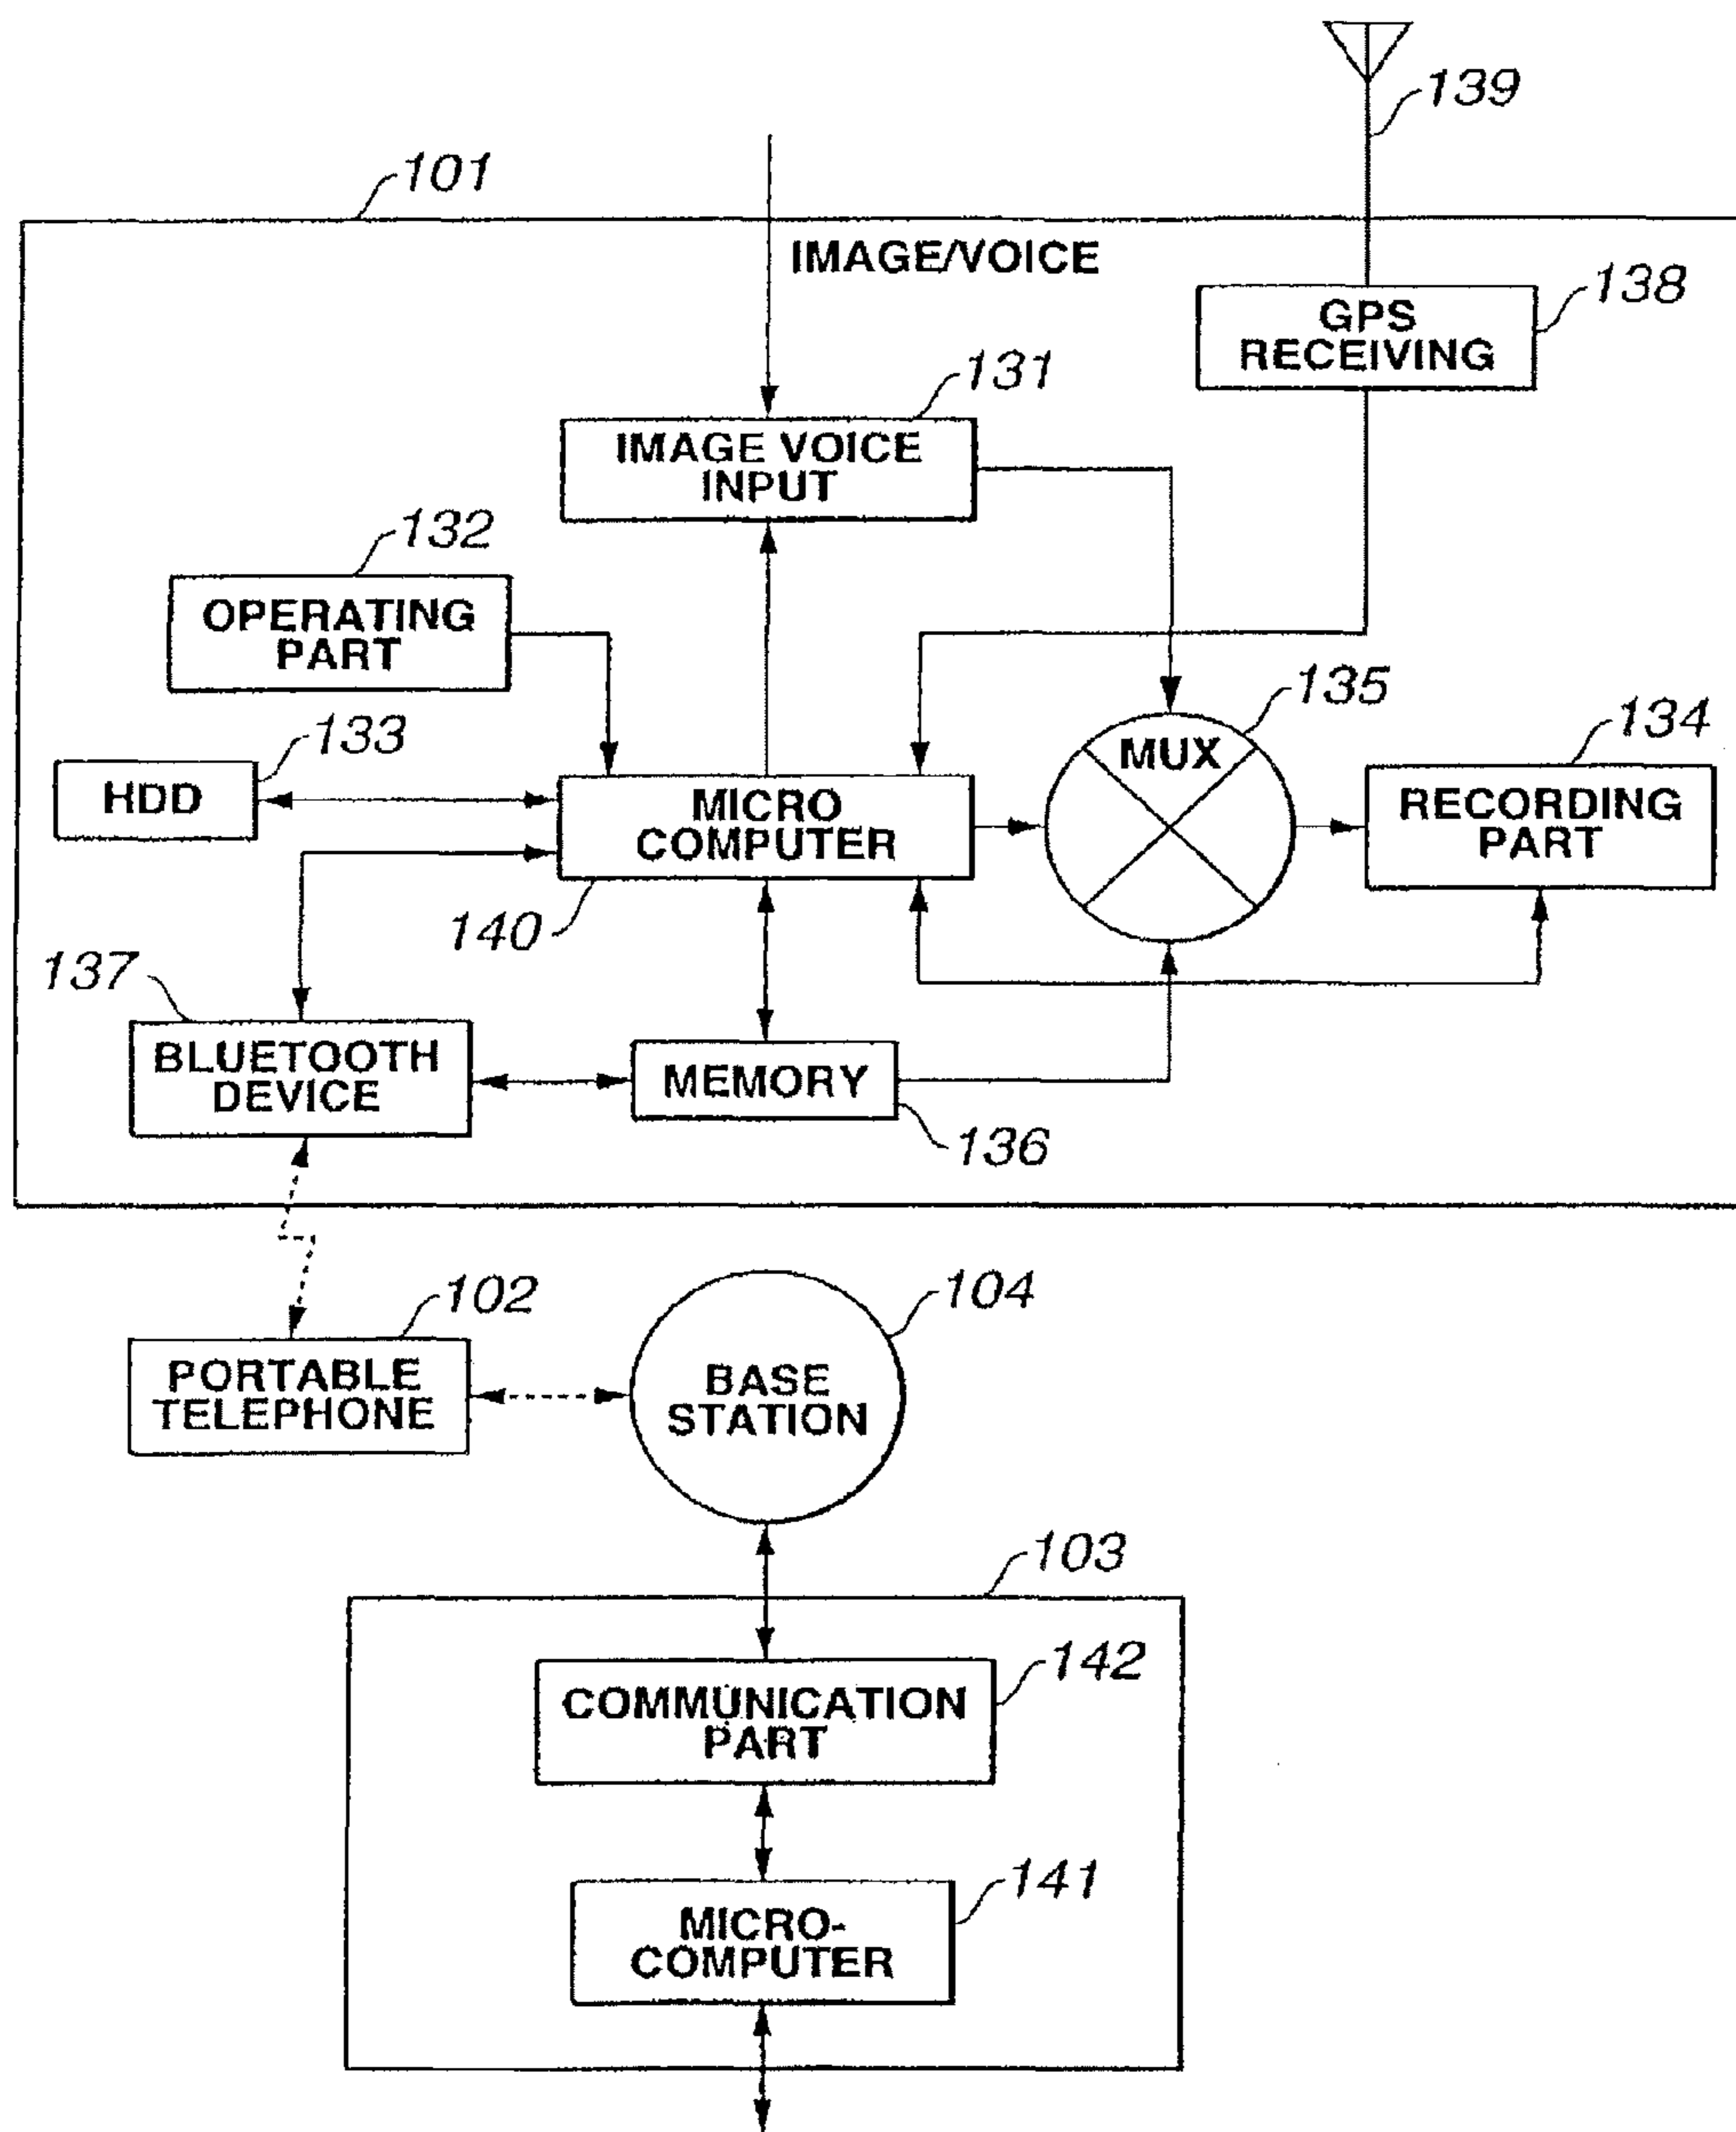 139
101
IMAGE/VOICE
138
GPS
RECEIVING
131
IMAGE VOICE
INPUT
132
OPERATING
PART
135
MUX
134
RECORDING
PART
133
HDD
MICRO
COMPUTER
140
137
BLUETOOTH
DEVICE
MEMORY
136
102
PORTABLE
TELEPHONE
104
BASE
STATION
103
142
COMMUNICATION
PART
141
MICRO-
COMPUTER